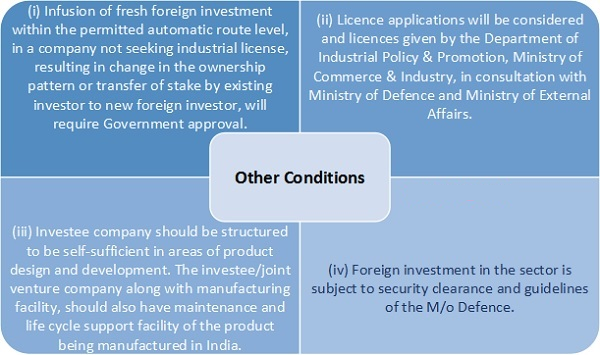 (i) Infusion of fresh foreign investment
within the permitted automatic route level,
in a company not seeking industrial license,
resulting in change in the ownership
pattern or transfer of stake by existing
investor to new foreign investor, will
require Government approval.
(ii) Licence applications will be considered
and licences given by the Department of
Industrial Policy & Promotion, Ministry of
Commerce & Industry, in consultation with
Ministry of Defence and Ministry of External
Affairs.
Other Conditions
(iii) Investee company should be structured
to be self-sufficient in areas of product
design and development. The investee/joint
venture company along with manufacturing
facility, should also have maintenance and
life cycle support facility of the product
being manufactured in India.
(iv) Foreign investment in the sector is
subject to security clearance and guidelines
of the M/o Defence.